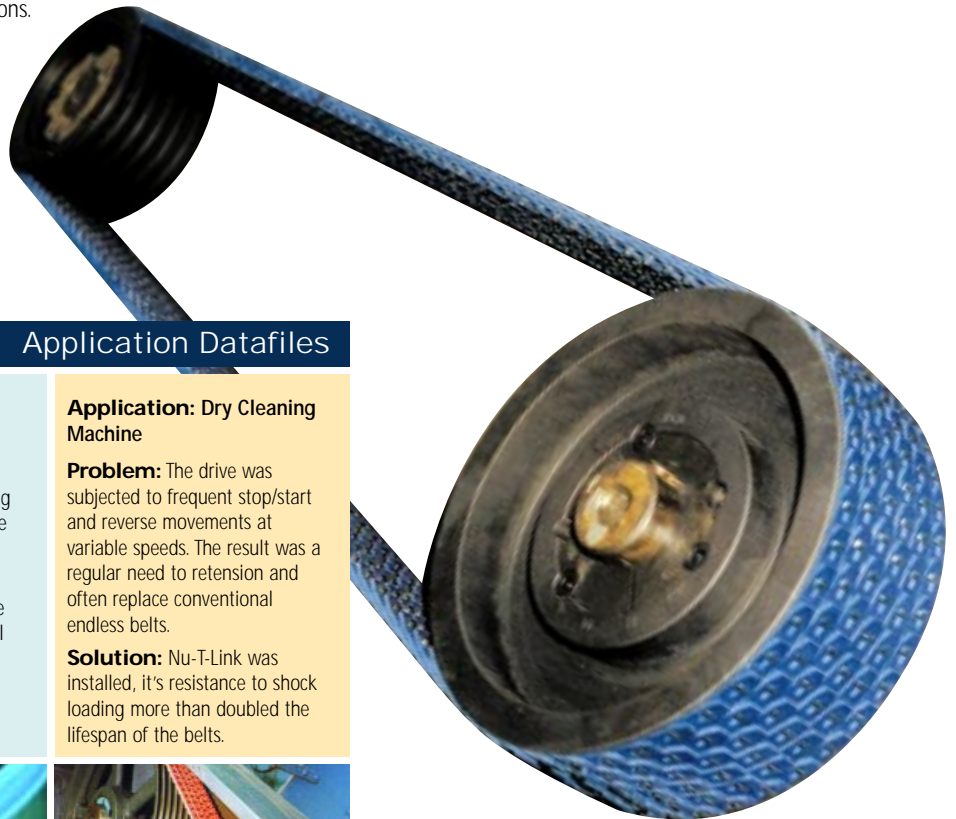 ons.
Application Datafiles
g
e
e
l
Application: Dry Cleaning
Machine
Problem: The drive was
subjected to frequent stop/start
and reverse movements at
variable speeds. The result was a
regular need to retension and
often replace conventional
endless belts.
Solution: Nu-T-Link was
installed, it's resistance to shock
loading more than doubled the
lifespan of the belts.